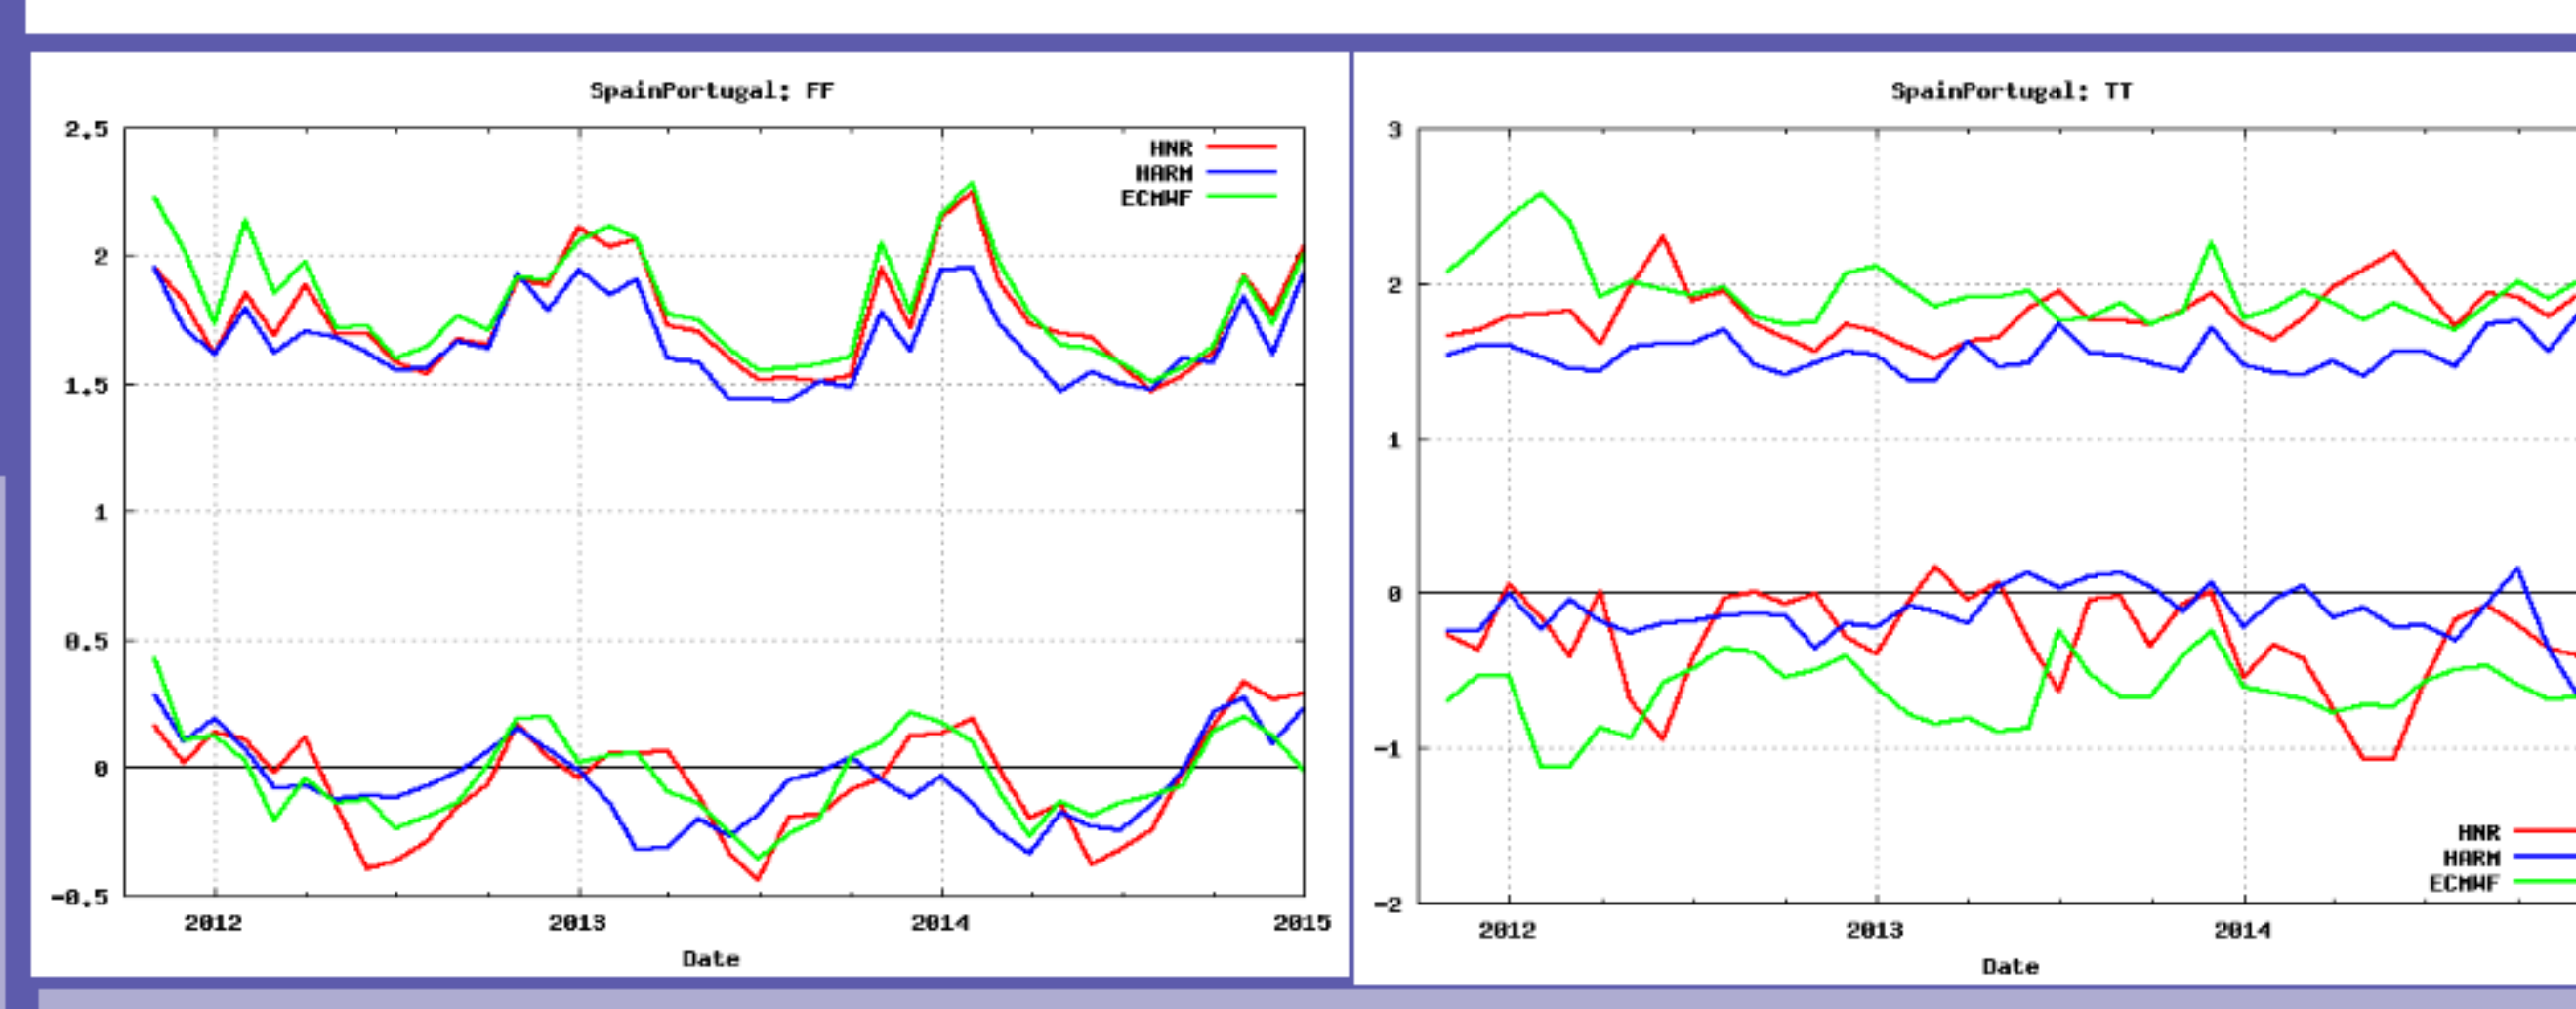 SpainPortugal: FF
2.5
2
1.5
1
0.5
0
-0.5
HNR
HARM
ECMWF
2012 2013 2014 2015
Date
SpainPortugal: TT
3
2
1
0
-1
-2
HNR
HARM
ECMWF
2012 2013 2014
Date